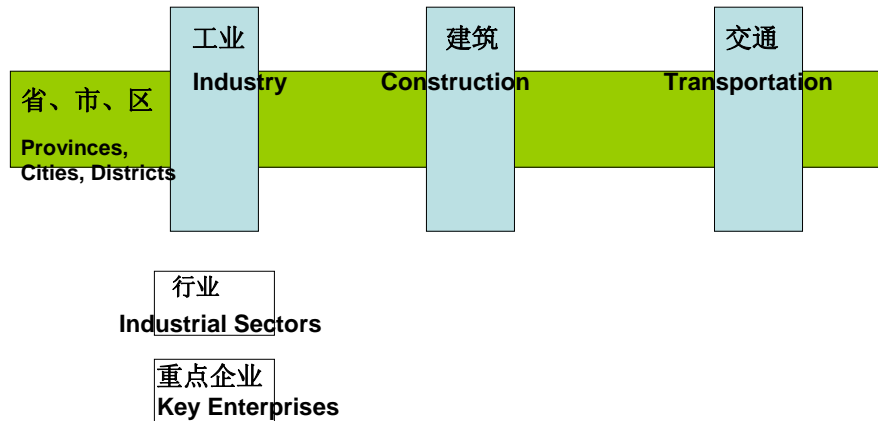 工业
Industry
建筑
Construction
交通
Transportation
省、市、区
Provinces,
Cities, Districts
行业
Industrial Sectors
重点企业
Key Enterprises